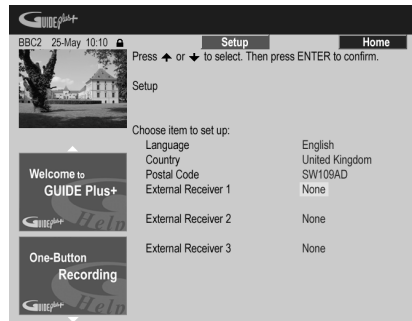 GUIDE Plus+
BBC2 25-May 10:10 Setup Home
Press ↑ or ↓ to select. Then press ENTER to confirm.
Setup
Choose item to set up:
Language English
Country United Kingdom
Postal Code SW109AD
External Receiver 1 None
External Receiver 2 None
External Receiver 3 None
Welcome to
GUIDE Plus+
GUIDE Plus+ Help
One-Button
Recording
GUIDE Plus+ Help